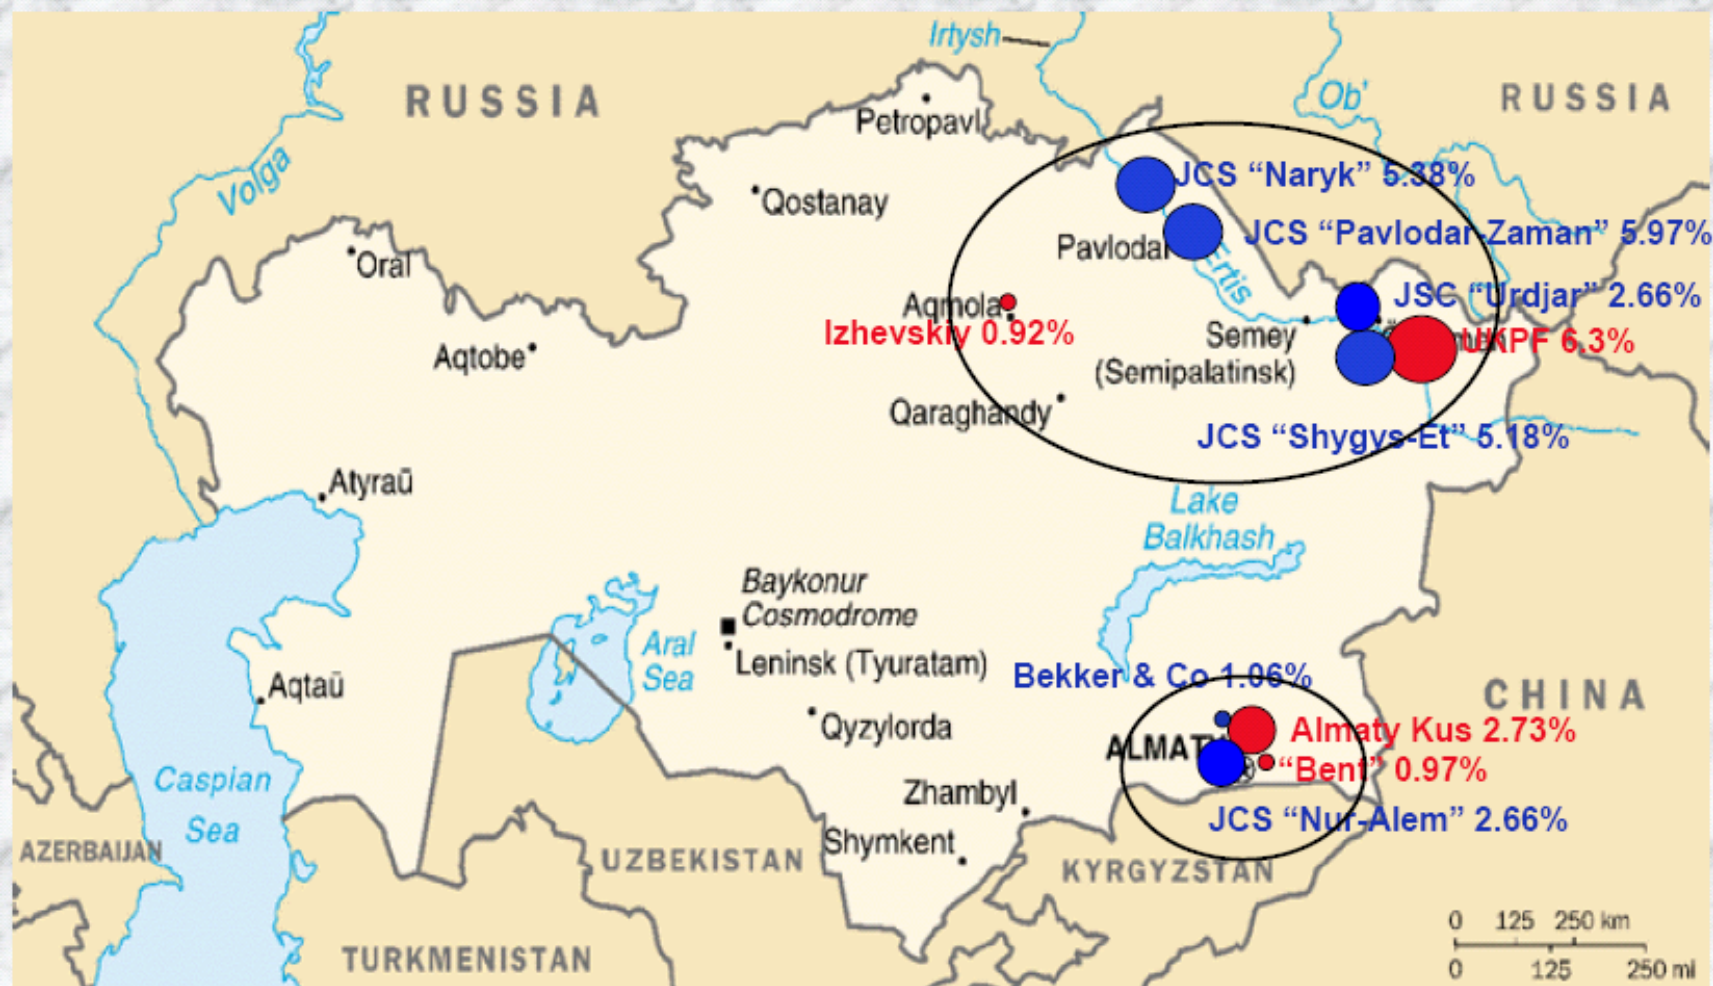 Irtysh
RUSSIA
Ob'
RUSSIA
Petropavl
Volga
JCS “Naryk” 5.38%
Qostanay
JCS “Pavlodar-Zaman” 5.97%
Pavlodar
Oral
Ertis
JSC “Urdjar” 2.66%
Aqmola
Izhevskiy 0.92%
Semey
(Semipalatinsk)
UKPF 6.3%
Aqtobe
Qaraghandy
JCS “Shygys-Et” 5.18%
Atyraū
Lake
Balkhash
Baykonur
Cosmodrome
Aral
Sea
Leninsk (Tyuratam)
Bekker & Co 1.06%
Aqtaū
CHINA
Qyzylorda
Almaty Kus 2.73%
ALMATY
“Bent” 0.97%
Caspian
Sea
Zhambyl
JCS “Nur-Alem” 2.66%
Shymkent
AZERBAIJAN
UZBEKISTAN
KYRGYZSTAN
TURKMENISTAN
0 125 250 km
0 125 250 mi